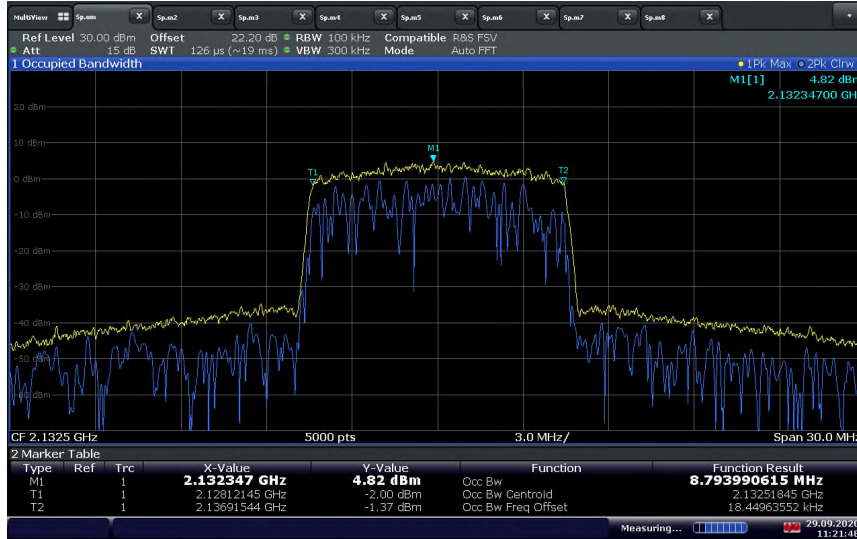 MultiView Sp.um X Sp.m2 X Sp.m3 X Sp.m4 X Sp.m5 X Sp.m6 X Sp.m7 X Sp.m8 X
Ref Level 30.00 dBm Offset 22.20 dB RBW 100 kHz Compatible R&S FSV
Att 15 dB SWT 126 µs (~19 ms) VBW 300 kHz Mode Auto FFT
1 Occupied Bandwidth 1Pk Max 2Pk Clrw
M1[1] 4.82 dBm
2.13234700 GH
20 dBm
10 dBm
M1
T1 T2
0 dBm
-10 dBm
-20 dBm
-30 dBm
-40 dBm
-50 dBm
-60 dBm
CF 2.1325 GHz 5000 pts 3.0 MHz/ Span 30.0 MHz
2 Marker Table
Type Ref Trc X-Value Y-Value Function Function Result
M1 1 2.132347 GHz 4.82 dBm Occ Bw 8.793990615 MHz
T1 1 2.12812145 GHz -2.00 dBm Occ Bw Centroid 2.13251845 GHz
T2 1 2.13691544 GHz -1.37 dBm Occ Bw Freq Offset 18.44963552 kHz
Measuring... 29.09.2020
11:21:48